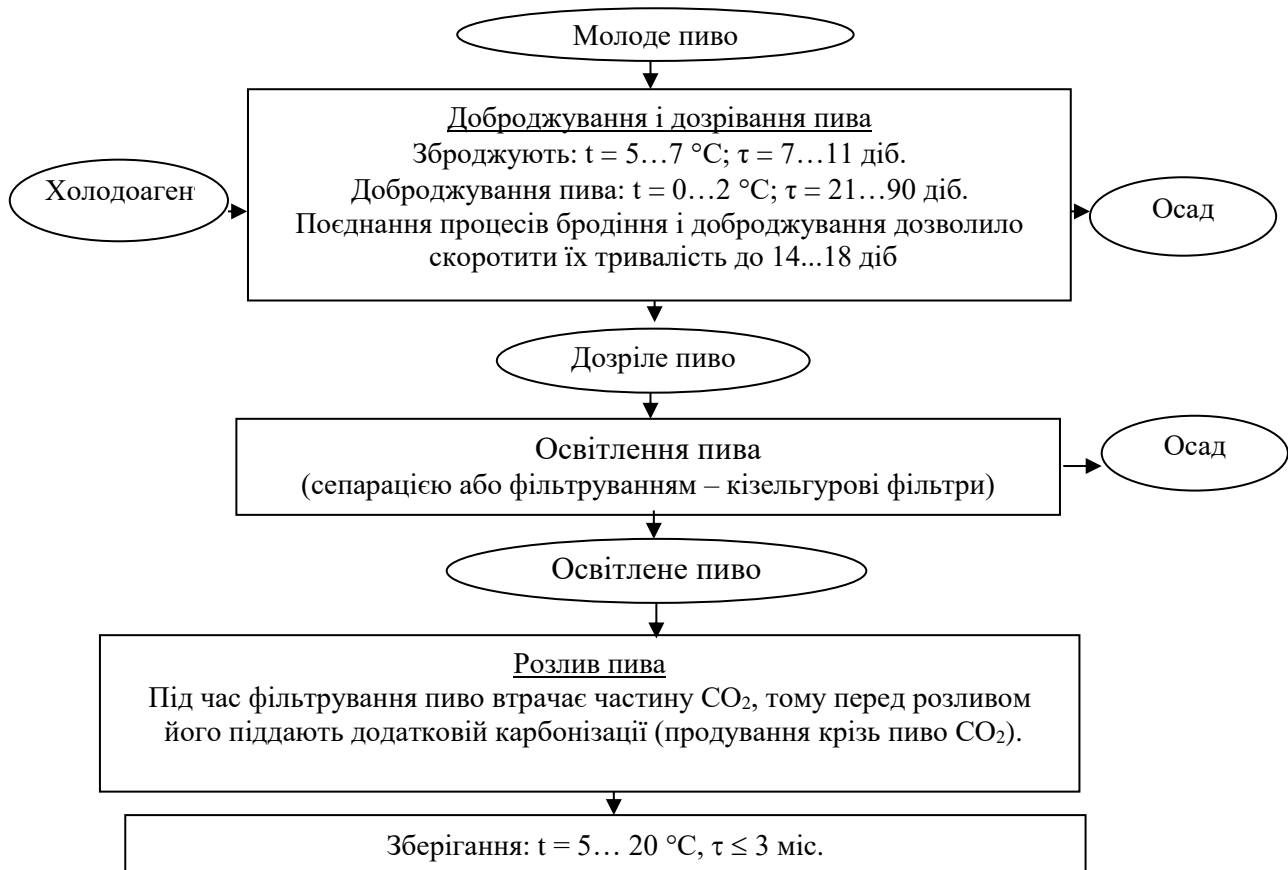 Молоде пиво
Доброджування і дозрівання пива
Зброджують: t = 5…7 °С; τ = 7…11 діб.
Холодоаген
Доброджування пива: t = 0…2 °С; τ = 21…90 діб.
Осад
Поєднання процесів бродіння і доброджування дозволило
скоротити їх тривалість до 14...18 діб
Дозріле пиво
Освітлення пива
Осад
(сепарацією або фільтруванням – кізельгурові фільтри)
Освітлене пиво
Розлив пива
Під час фільтрування пиво втрачає частину СО₂, тому перед розливом
його піддають додатковій карбонізації (продування крізь пиво СО₂).
Зберігання: t = 5… 20 °С, τ ≤ 3 міс.